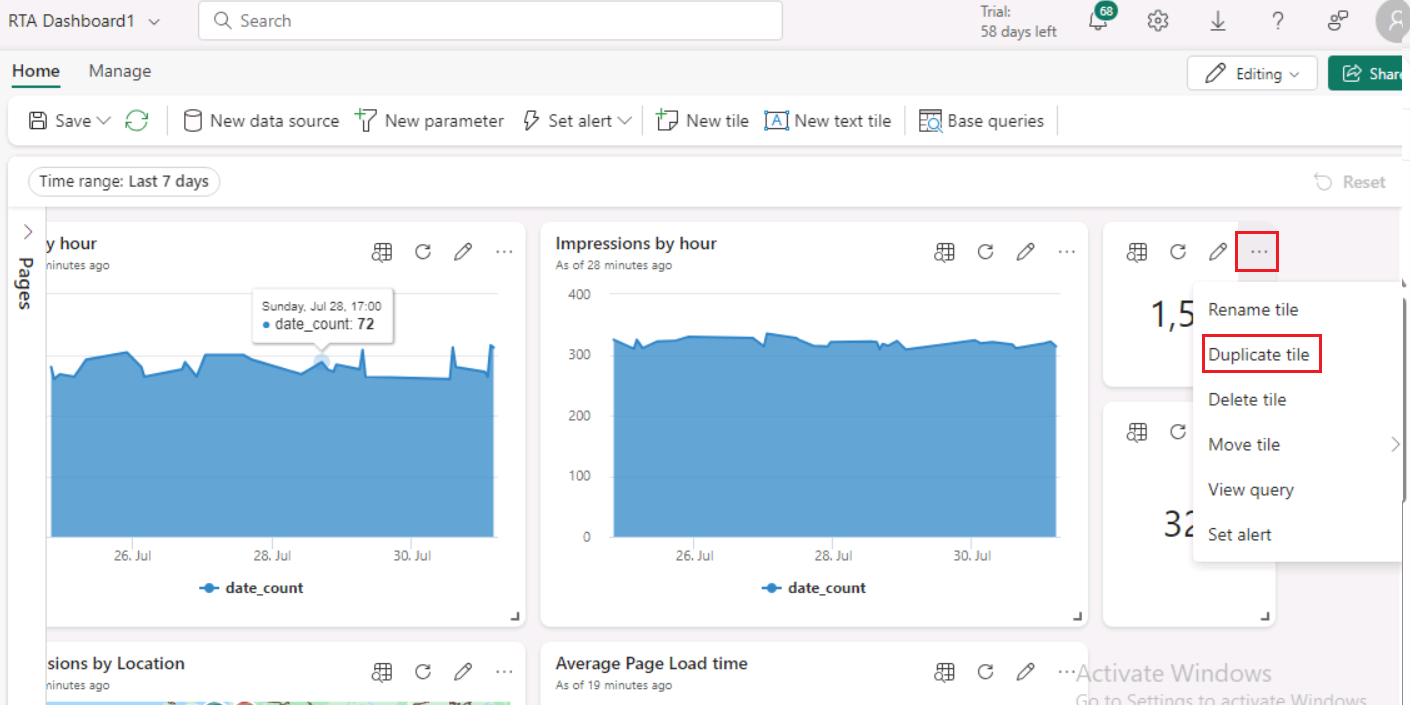 RTA Dashboard1
Search
Trial:
58 days left
68
Home
Manage
Editing
Share
Save
New data source
New parameter
Set alert
New tile
New text tile
Base queries
Time range: Last 7 days
Reset
Pages
y hour
minutes ago
Sunday, Jul 28, 17:00
date_count: 72
26. Jul
28. Jul
30. Jul
date_count
Impressions by hour
As of 28 minutes ago
400
300
200
100
0
26. Jul
28. Jul
30. Jul
date_count
1,5
32
Rename tile
Duplicate tile
Delete tile
Move tile
View query
Set alert
sions by Location
minutes ago
Average Page Load time
As of 19 minutes ago
Activate Windows
Go to Settings to activate Windows